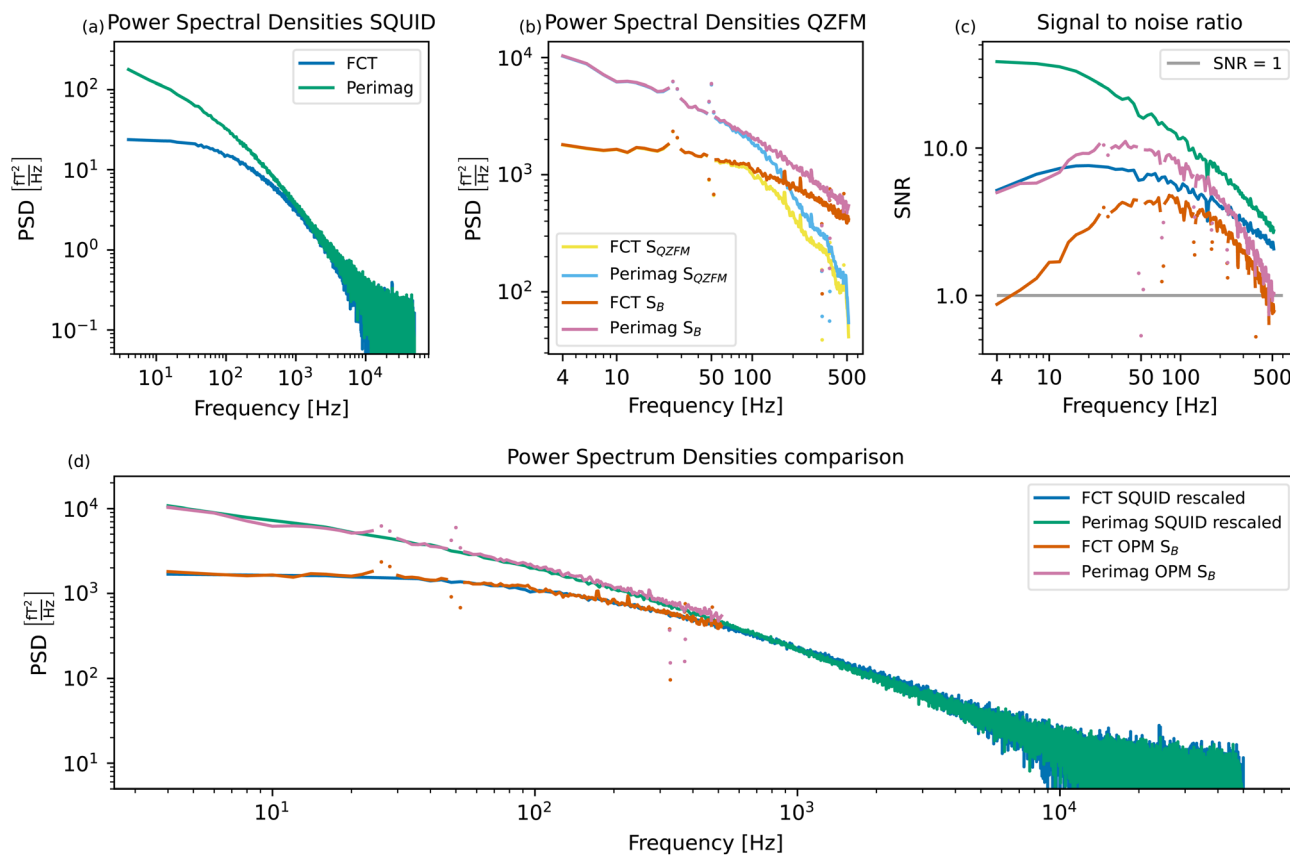 (a) Power Spectral Densities SQUID
FCT
Perimag
10²
10¹
10⁰
10⁻¹
PSD [fT²/Hz]
10¹ 10² 10³ 10⁴
Frequency [Hz]
(b) Power Spectral Densities QZFM
10⁴
10³
10²
PSD [fT²/Hz]
FCT S_QZFM
Perimag S_QZFM
FCT S_B
Perimag S_B
4 10 50 100 500
Frequency [Hz]
(c) Signal to noise ratio
SNR = 1
10.0
1.0
SNR
4 10 50 100 500
Frequency [Hz]
(d) Power Spectrum Densities comparison
FCT SQUID rescaled
Perimag SQUID rescaled
FCT OPM S_B
Perimag OPM S_B
10⁴
10³
10²
10¹
PSD [fT²/Hz]
10¹ 10² 10³ 10⁴
Frequency [Hz]